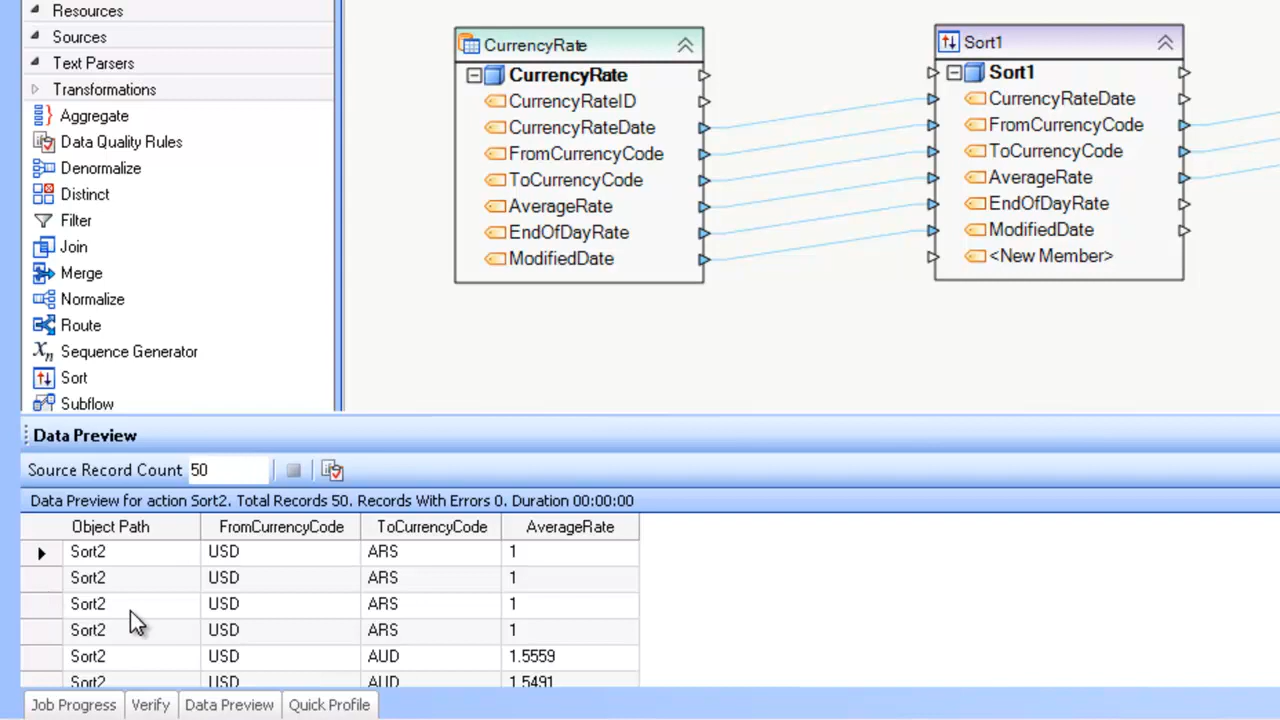 Resources
Sources
Text Parsers
Transformations
Aggregate
Data Quality Rules
Denormalize
Distinct
Filter
Join
Merge
Normalize
Route
Sequence Generator
Sort
Subflow
CurrencyRate
CurrencyRate
CurrencyRateID
CurrencyRateDate
FromCurrencyCode
ToCurrencyCode
AverageRate
EndOfDayRate
ModifiedDate
Sort1
Sort1
CurrencyRateDate
FromCurrencyCode
ToCurrencyCode
AverageRate
EndOfDayRate
ModifiedDate
<New Member>
Data Preview
Source Record Count 50
Data Preview for action Sort2. Total Records 50. Records With Errors 0. Duration 00:00:00
Object Path FromCurrencyCode ToCurrencyCode AverageRate
Sort2 USD ARS 1
Sort2 USD ARS 1
Sort2 USD ARS 1
Sort2 USD ARS 1
Sort2 USD AUD 1.5559
Sort2 USD AUD 1.5491
Job Progress Verify Data Preview Quick Profile